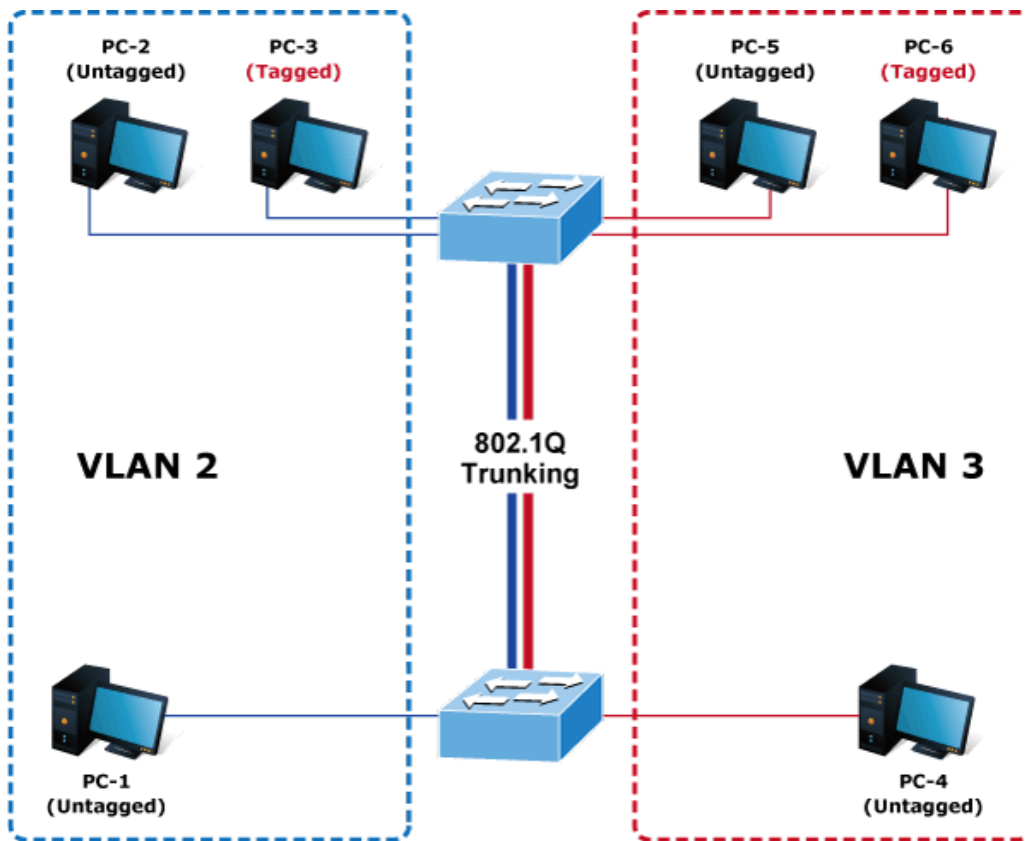 PC-2
(Untagged)
PC-3
(Tagged)
PC-5
(Untagged)
PC-6
(Tagged)
802.1Q
Trunking
VLAN 2
VLAN 3
PC-1
(Untagged)
PC-4
(Untagged)